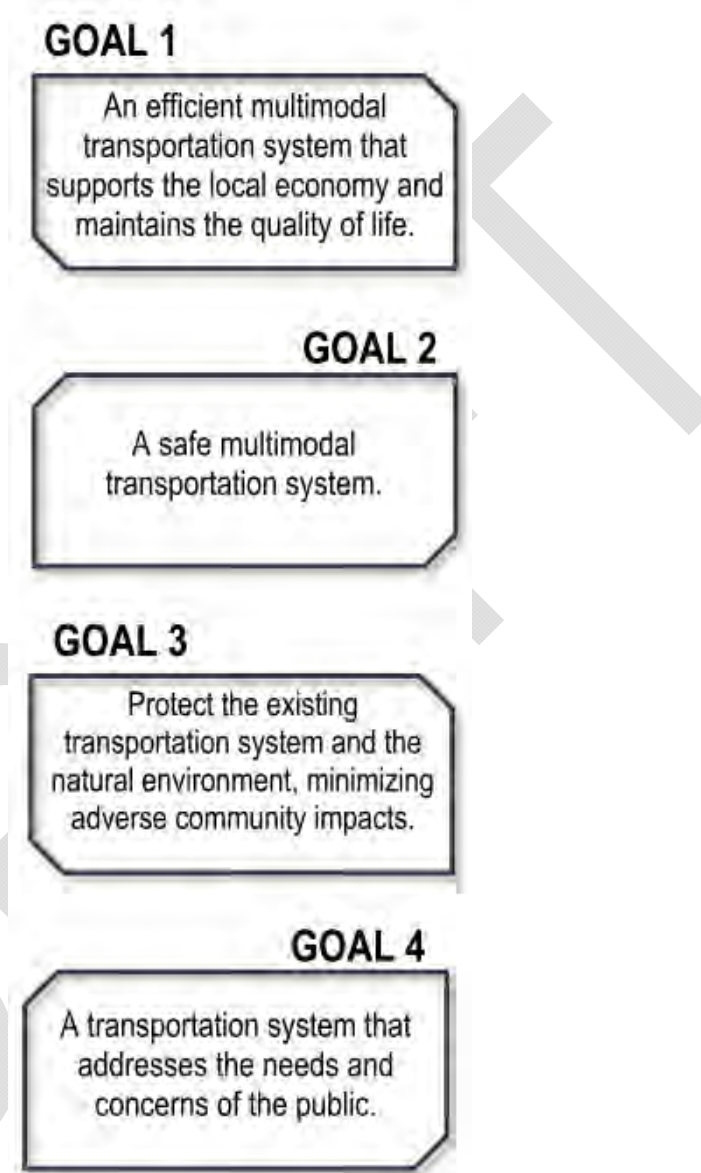 GOAL 1
An efficient multimodal
transportation system that
supports the local economy and
maintains the quality of life.
GOAL 2
A safe multimodal
transportation system.
GOAL 3
Protect the existing
transportation system and the
natural environment, minimizing
adverse community impacts.
GOAL 4
A transportation system that
addresses the needs and
concerns of the public.